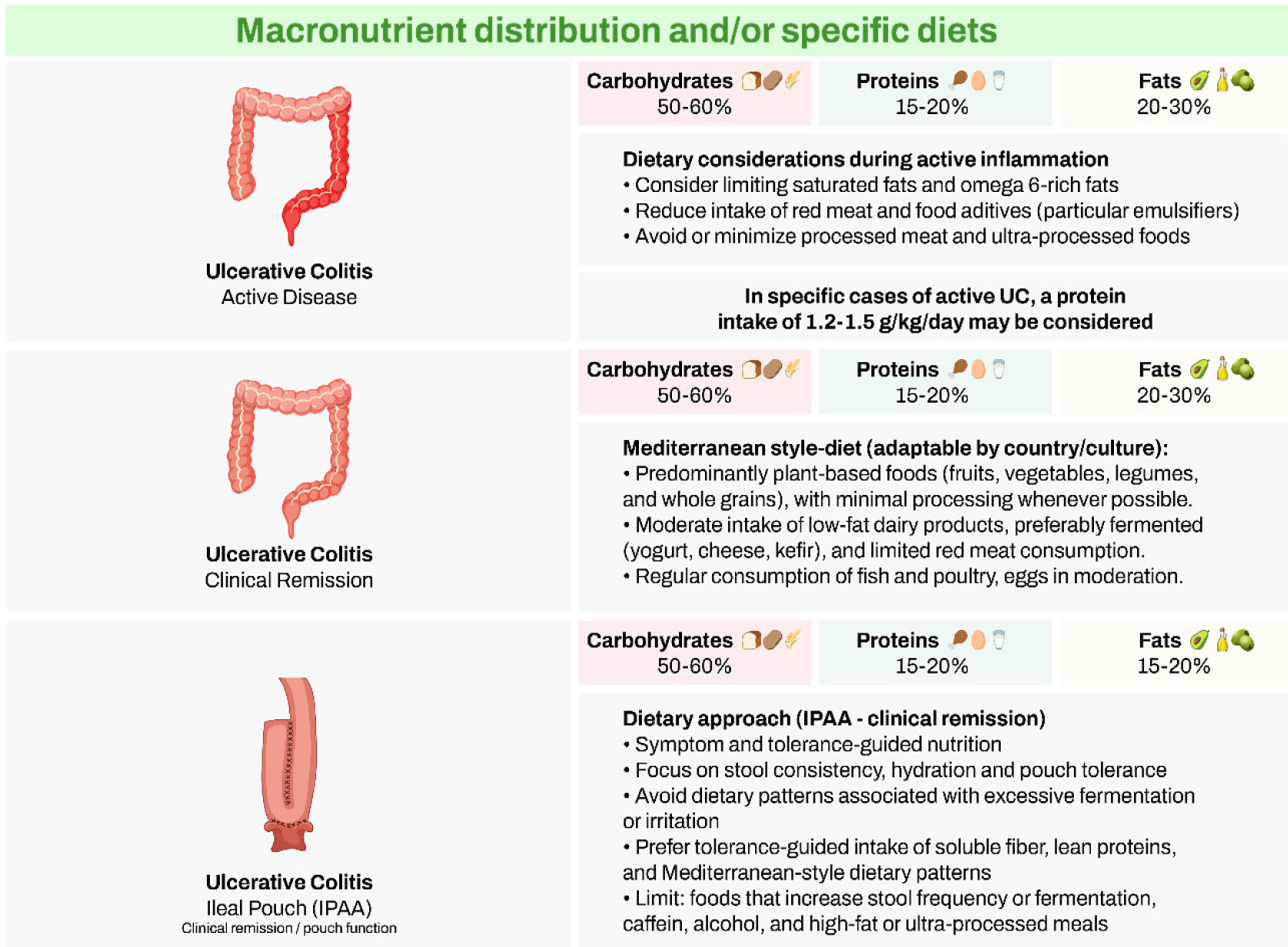 Macronutrient distribution and/or specific diets
Carbohydrates
50-60%
Proteins
15-20%
Fats
20-30%
Dietary considerations during active inflammation
• Consider limiting saturated fats and omega 6-rich fats
• Reduce intake of red meat and food aditives (particular emulsifiers)
• Avoid or minimize processed meat and ultra-processed foods
Ulcerative Colitis
Active Disease
In specific cases of active UC, a protein
intake of 1.2-1.5 g/kg/day may be considered
Carbohydrates
50-60%
Proteins
15-20%
Fats
20-30%
Mediterranean style-diet (adaptable by country/culture):
• Predominantly plant-based foods (fruits, vegetables, legumes,
and whole grains), with minimal processing whenever possible.
• Moderate intake of low-fat dairy products, preferably fermented
(yogurt, cheese, kefir), and limited red meat consumption.
• Regular consumption of fish and poultry, eggs in moderation.
Ulcerative Colitis
Clinical Remission
Carbohydrates
50-60%
Proteins
15-20%
Fats
15-20%
Dietary approach (IPAA - clinical remission)
• Symptom and tolerance-guided nutrition
• Focus on stool consistency, hydration and pouch tolerance
• Avoid dietary patterns associated with excessive fermentation
or irritation
• Prefer tolerance-guided intake of soluble fiber, lean proteins,
and Mediterranean-style dietary patterns
• Limit: foods that increase stool frequency or fermentation,
caffein, alcohol, and high-fat or ultra-processed meals
Ulcerative Colitis
Ileal Pouch (IPAA)
Clinical remission / pouch function